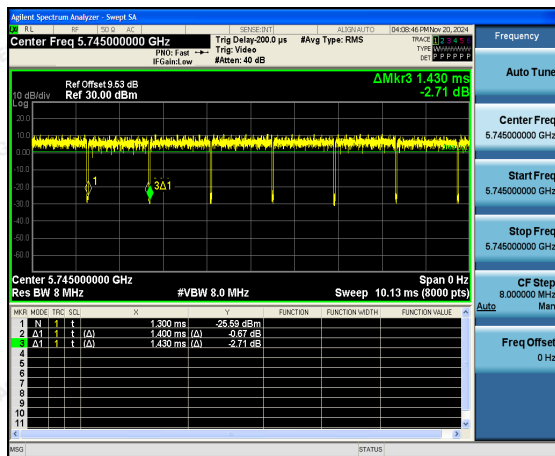 Agilent Spectrum Analyzer - Swept SA
RL RF 50 Ω AC SENSE:INT ALIGN AUTO 04:08:46 PM Nov 20, 2024
Center Freq 5.745000000 GHz
PNO: Fast
IFGain:Low
Trig Delay-200.0 µs
Trig: Video
#Atten: 40 dB
#Avg Type: RMS
TRACE 1 2 3 4 5 6
TYPE
DET P P P P P P
Frequency
Auto Tune
Center Freq
5.745000000 GHz
Start Freq
5.745000000 GHz
Stop Freq
5.745000000 GHz
CF Step
8.000000 MHz
Auto Man
Freq Offset
0 Hz
ΔMkr3 1.430 ms
-2.71 dB
Ref Offset 9.53 dB
Ref 30.00 dBm
10 dB/div
Log
20.0
10.0
0.00
-10.0
-20.0
-30.0
-40.0
-50.0
-60.0
1
3Δ1
Center 5.745000000 GHz
Res BW 8 MHz
#VBW 8.0 MHz
Span 0 Hz
Sweep 10.13 ms (8000 pts)
MKR MODE TRC SCL X Y FUNCTION FUNCTION WIDTH FUNCTION VALUE
1 N 1 t 1.300 ms -25.59 dBm
2 Δ1 1 t (Δ) 1.400 ms (Δ) -0.67 dB
3 Δ1 1 t (Δ) 1.430 ms (Δ) -2.71 dB
4
5
6
7
8
9
10
11
MSG
STATUS